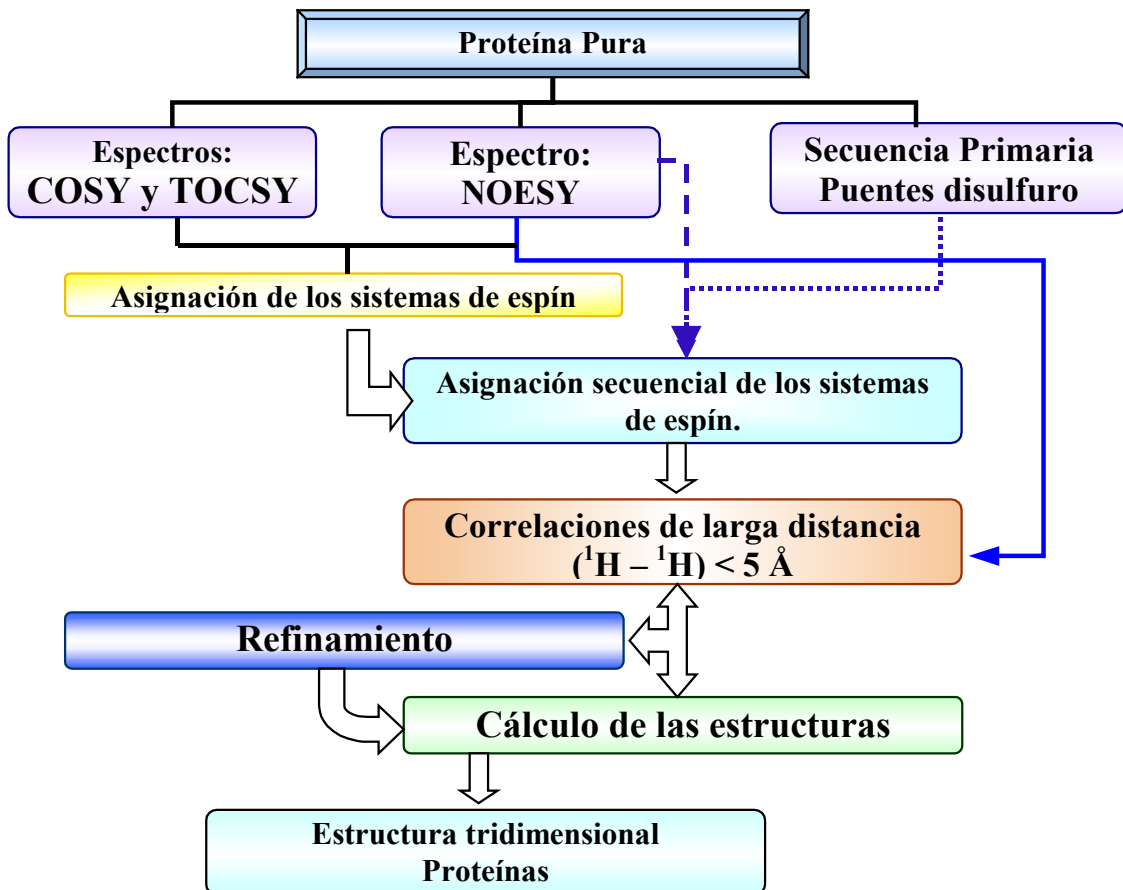 Proteína Pura
Espectros:
COSY y TOCSY
Espectro:
NOESY
Secuencia Primaria
Puentes disulfuro
Asignación de los sistemas de espín
Asignación secuencial de los sistemas
de espín.
Correlaciones de larga distancia
(¹H – ¹H) < 5 Å
Refinamiento
Cálculo de las estructuras
Estructura tridimensional
Proteínas